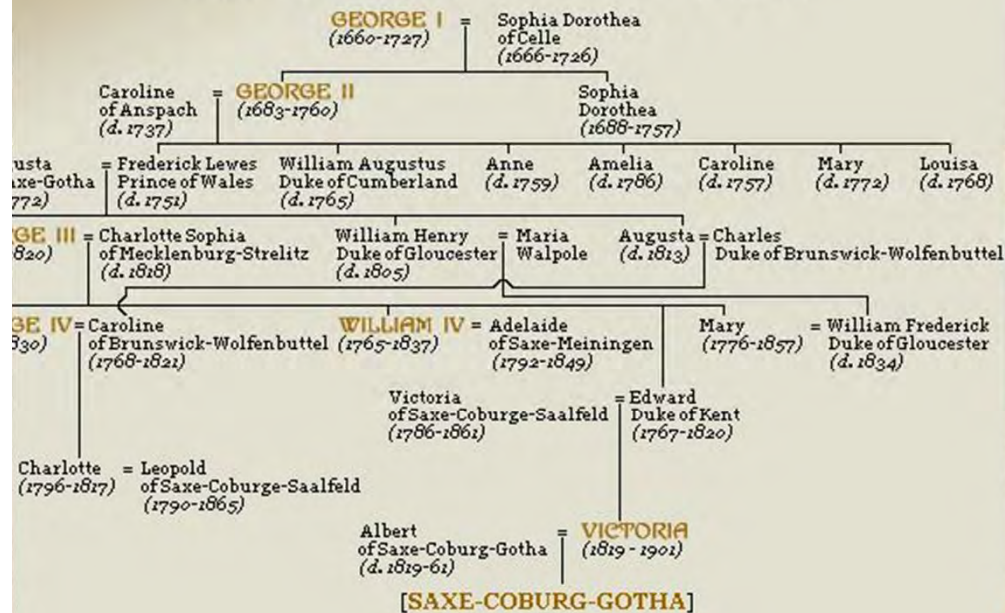 GEORGE I = Sophia Dorothea
(1660-1727) of Celle
(1666-1726)
Caroline = GEORGE II Sophia
of Anspach (1683-1760) Dorothea
(d. 1737) (1688-1757)
usta = Frederick Lewes William Augustus Anne Amelia Caroline Mary Louisa
axe-Gotha Prince of Wales Duke of Cumberland (d. 1759) (d. 1786) (d. 1757) (d. 1772) (d. 1768)
772) (d. 1751) (d. 1765)
GE III = Charlotte Sophia William Henry = Maria Augusta = Charles
820) of Mecklenburg-Strelitz Duke of Gloucester Walpole (d. 1813) Duke of Brunswick-Wolfenbuttel
(d. 1818) (d. 1805)
GE IV = Caroline WILLIAM IV = Adelaide Mary = William Frederick
830) of Brunswick-Wolfenbuttel (1765-1837) of Saxe-Meiningen (1776-1857) Duke of Gloucester
(1768-1821) (1792-1849) (d. 1834)
Victoria = Edward
of Saxe-Coburge-Saalfeld Duke of Kent
(1786-1861) (1767-1820)
Charlotte = Leopold
(1796-1817) of Saxe-Coburge-Saalfeld
(1790-1865)
Albert = VICTORIA
of Saxe-Coburg-Gotha (1819 - 1901)
(d. 1819-61)
[SAXE-COBURG-GOTHA]